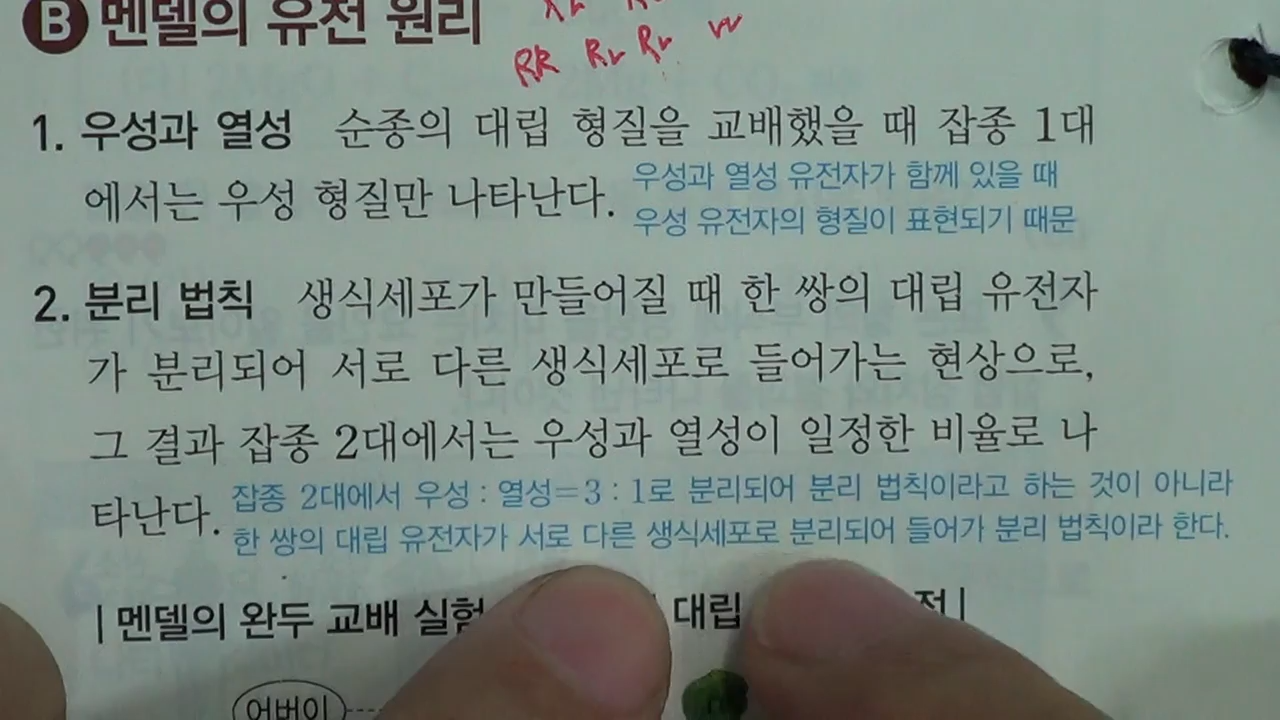 B 멘델의 유전 원리
RR Rr Rr rr
1. 우성과 열성 순종의 대립 형질을 교배했을 때 잡종 1대
에서는 우성 형질만 나타난다.
우성과 열성 유전자가 함께 있을 때
우성 유전자의 형질이 표현되기 때문
2. 분리 법칙 생식세포가 만들어질 때 한 쌍의 대립 유전자
가 분리되어 서로 다른 생식세포로 들어가는 현상으로,
그 결과 잡종 2대에서는 우성과 열성이 일정한 비율로 나
타난다.
잡종 2대에서 우성 : 열성=3 : 1로 분리되어 분리 법칙이라고 하는 것이 아니라
한 쌍의 대립 유전자가 서로 다른 생식세포로 분리되어 들어가 분리 법칙이라 한다.
| 멘델의 완두 교배 실험 대립 |
어버이